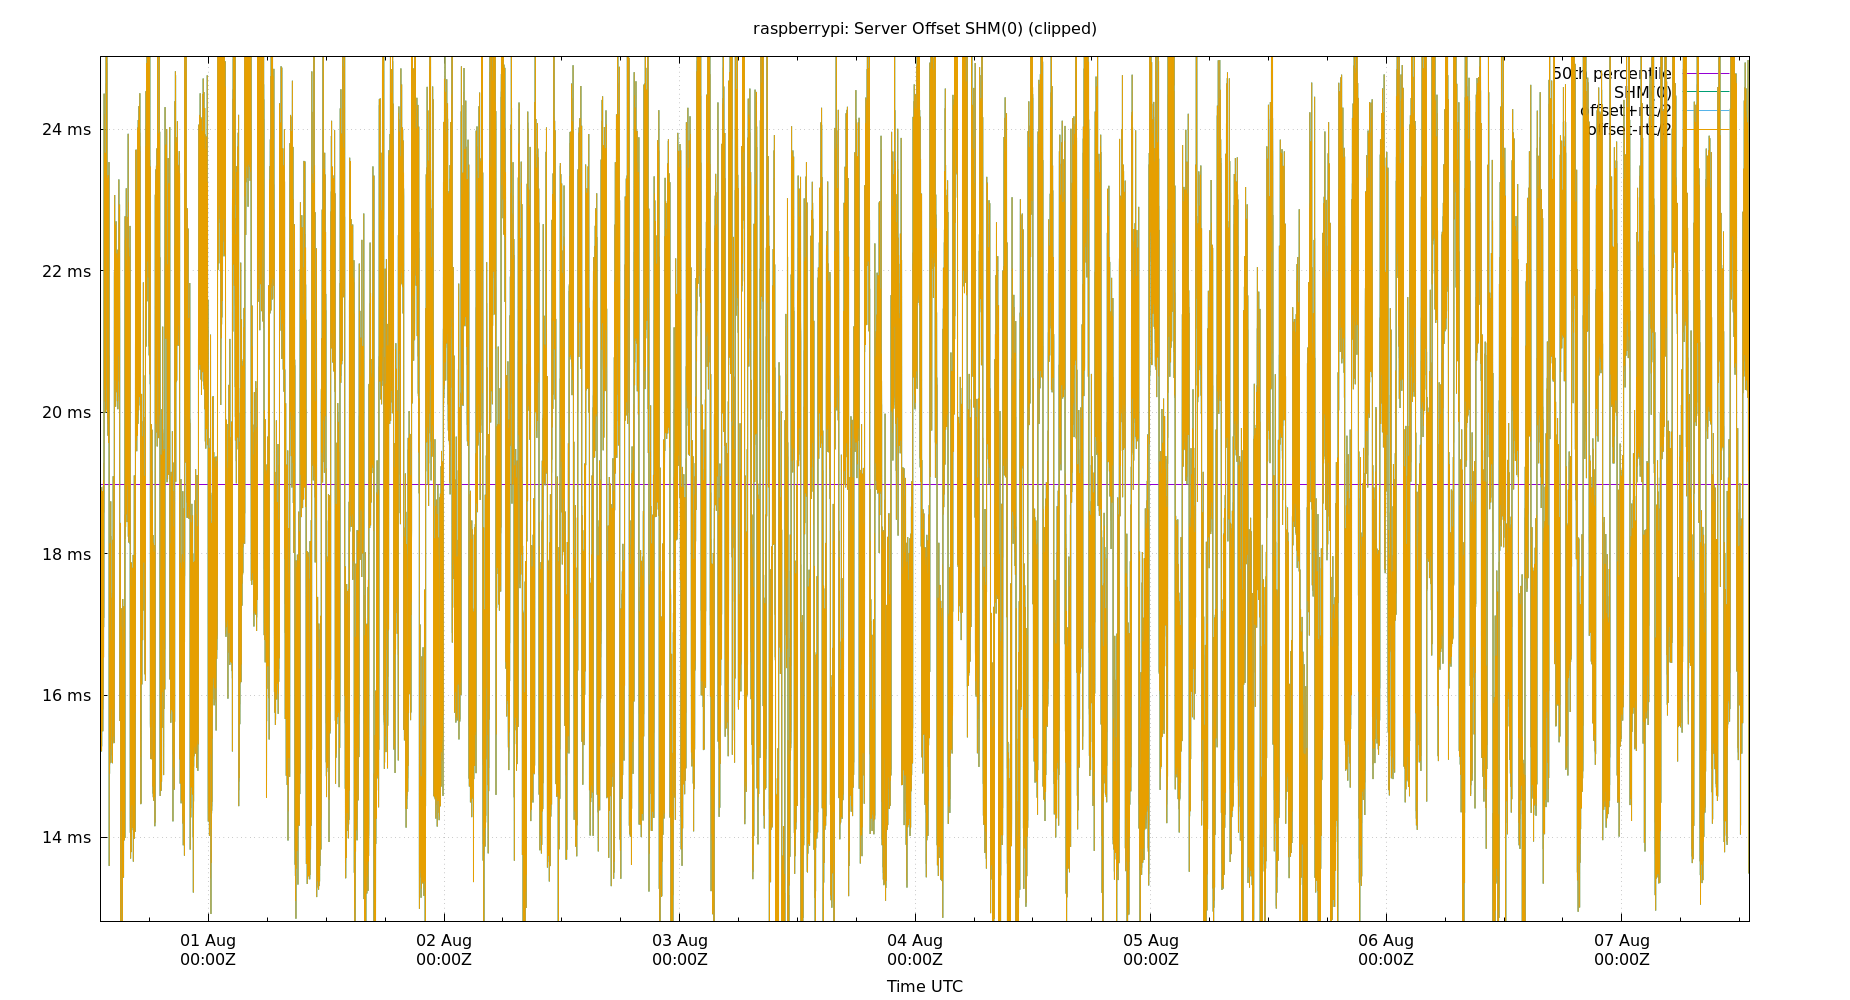 raspberrypi: Server Offset SHM(0) (clipped)
50th percentile
SHM(0)
offset+rtt/2
offset-rtt/2
24 ms
22 ms
20 ms
18 ms
16 ms
14 ms
01 Aug 02 Aug 03 Aug 04 Aug 05 Aug 06 Aug 07 Aug
00:00Z 00:00Z 00:00Z 00:00Z 00:00Z 00:00Z 00:00Z
Time UTC